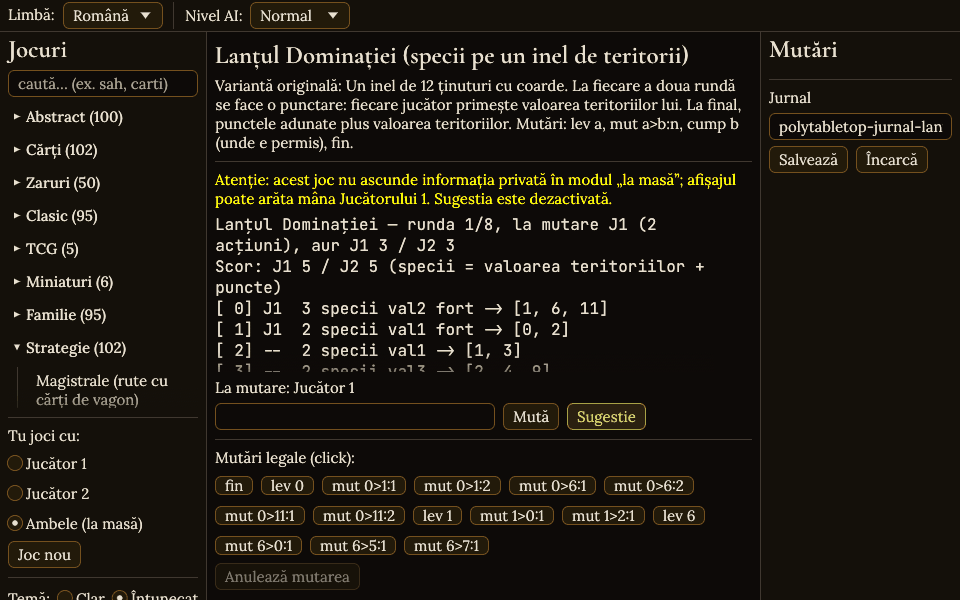 Limbă: Română Nivel AI: Normal
Jocuri
caută... (ex. sah, carti)
Abstract (100)
Cărți (102)
Zaruri (50)
Clasic (95)
TCG (5)
Miniaturi (6)
Familie (95)
Strategie (102)
Magistrale (rute cu
cărți de vagon)
Tu joci cu:
Jucător 1
Jucător 2
Ambele (la masă)
Joc nou
Temă: Clar Întunecat
Lanțul Dominației (specii pe un inel de teritorii)
Variantă originală: Un inel de 12 ținuturi cu coarde. La fiecare a doua rundă
se face o punctare: fiecare jucător primește valoarea teritoriilor lui. La final,
punctele adunate plus valoarea teritoriilor. Mutări: lev a, mut a>b:n, cump b
(unde e permis), fin.
Atenție: acest joc nu ascunde informația privată în modul „la masă”; afișajul
poate arăta mâna Jucătorului 1. Sugestia este dezactivată.
Lanțul Dominației — runda 1/8, la mutare J1 (2
acțiuni), aur J1 3 / J2 3
Scor: J1 5 / J2 5 (specii = valoarea teritoriilor +
puncte)
[ 0] J1  3 specii val2 fort → [1, 6, 11]
[ 1] J1  2 specii val1 fort → [0, 2]
[ 2] --  2 specii val1 → [1, 3]
[ 3] --  2 specii val3 → [2, 4, 9]
La mutare: Jucător 1
Mută Sugestie
Mutări legale (click):
fin lev 0 mut 0>1:1 mut 0>1:2 mut 0>6:1 mut 0>6:2
mut 0>11:1 mut 0>11:2 lev 1 mut 1>0:1 mut 1>2:1 lev 6
mut 6>0:1 mut 6>5:1 mut 6>7:1
Anulează mutarea
Mutări
Jurnal
polytabletop-jurnal-lan
Salvează Încarcă